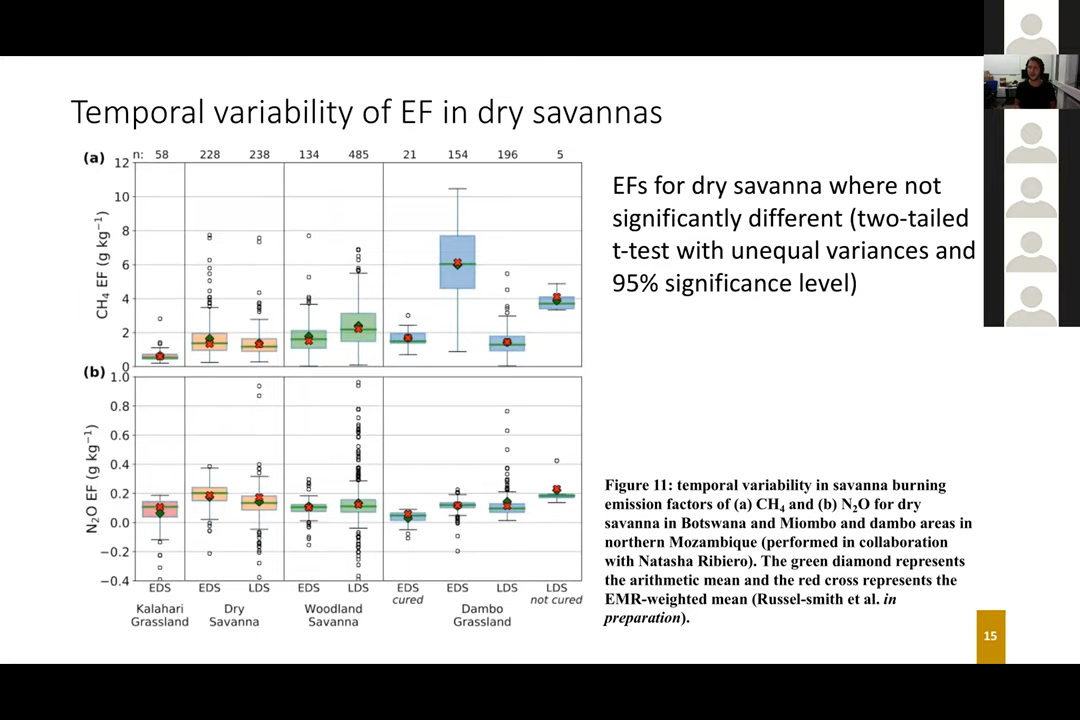 Temporal variability of EF in dry savannas
(a)
n: 58 228 238 134 485 21 154 196 5
12
10
8
6
4
2
0
CH4 EF (g kg−1)
(b)
1.0
0.8
0.6
0.4
0.2
0.0
−0.2
−0.4
N2O EF (g kg−1)
EDS EDS LDS EDS LDS EDS EDS LDS LDS
cured not cured
Kalahari Dry Woodland Dambo
Grassland Savanna Savanna Grassland
EFs for dry savanna where not
significantly different (two-tailed
t-test with unequal variances and
95% significance level)
Figure 11: temporal variability in savanna burning
emission factors of (a) CH4 and (b) N2O for dry
savanna in Botswana and Miombo and dambo areas in
northern Mozambique (performed in collaboration
with Natasha Ribiero). The green diamond represents
the arithmetic mean and the red cross represents the
EMR-weighted mean (Russel-smith et al. in
preparation).
15